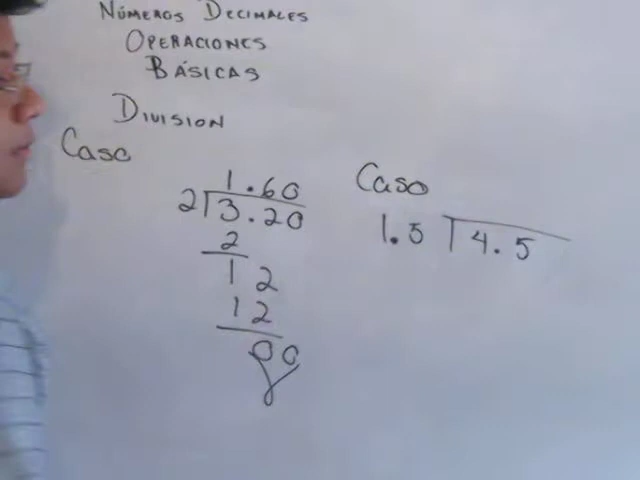 NÚMEROS DECIMALES
OPERACIONES
BÁSICAS
DIVISION
Caso
1.60
2 3.20
2
12
12
00
Caso
1.5 4.5